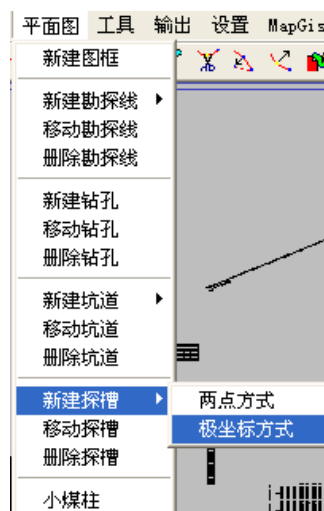 平面图 工具 输出 设置 MapGis
新建图框
新建勘探线
移动勘探线
删除勘探线
新建钻孔
移动钻孔
删除钻孔
新建坑道
移动坑道
删除坑道
新建探槽
两点方式
移动探槽
极坐标方式
删除探槽
小煤柱